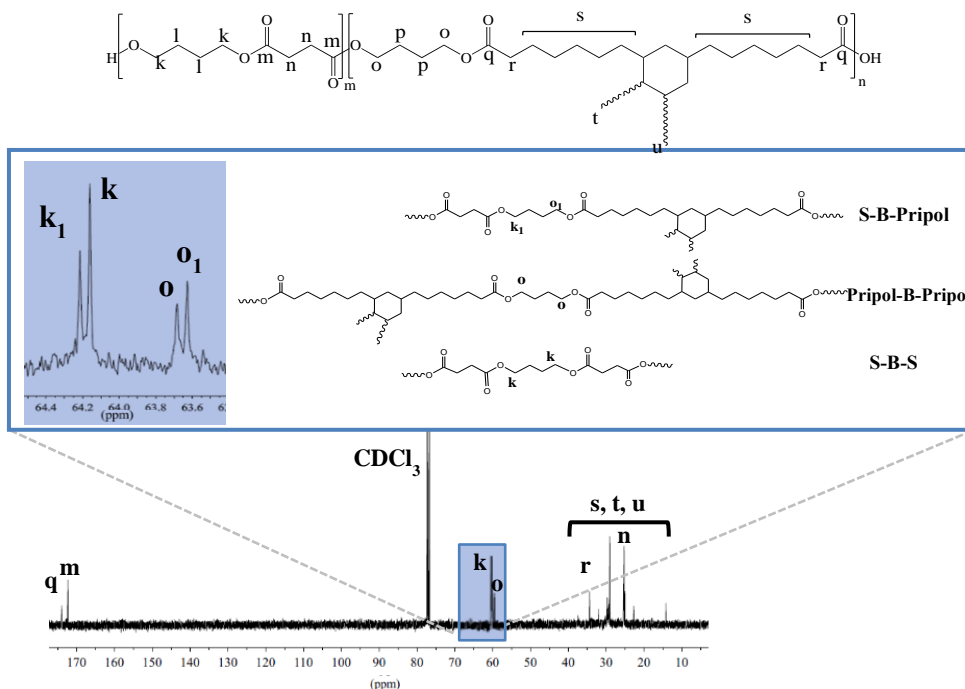 s s
O k l k O n m O p o O q r s s r q O
H O l O m n O O o p O O OH
m n
t
u
k
k1
o1
o
64.4 64.2 64.0 63.8 63.6
(ppm)
S-B-Pripol
k1 o1
Pripol-B-Pripo
o o
S-B-S
k k
CDCl3
s, t, u
n
k
r
o
q m
170 160 150 140 130 120 110 100 90 80 70 60 50 40 30 20 10
(ppm)